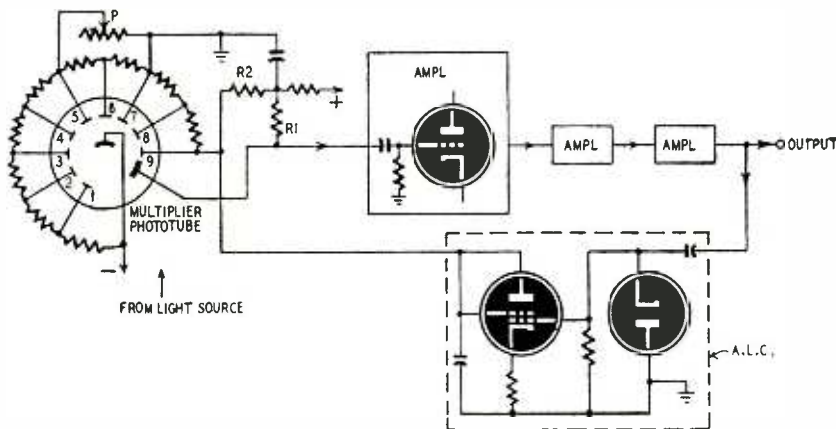 P
AMPL
R2
+
R1
5
6
7
4
8
3
9
2
1
AMPL
AMPL
OUTPUT
MULTIPLIER
PHOTOTUBE
−
FROM LIGHT SOURCE
A.L.C.